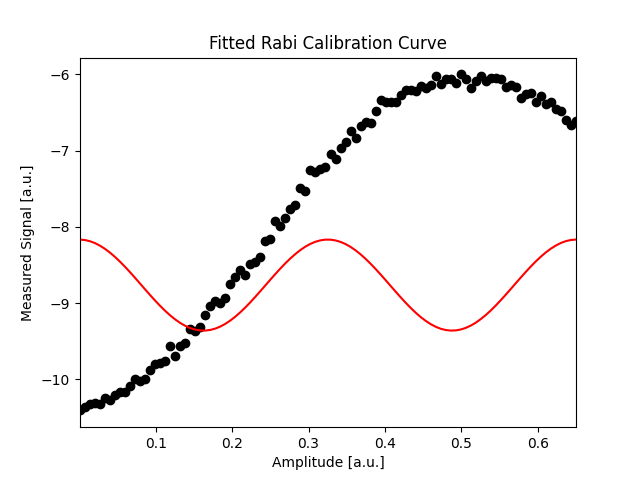 Fitted Rabi Calibration Curve
−6
−7
−8
−9
−10
Measured Signal [a.u.]
0.1 0.2 0.3 0.4 0.5 0.6
Amplitude [a.u.]